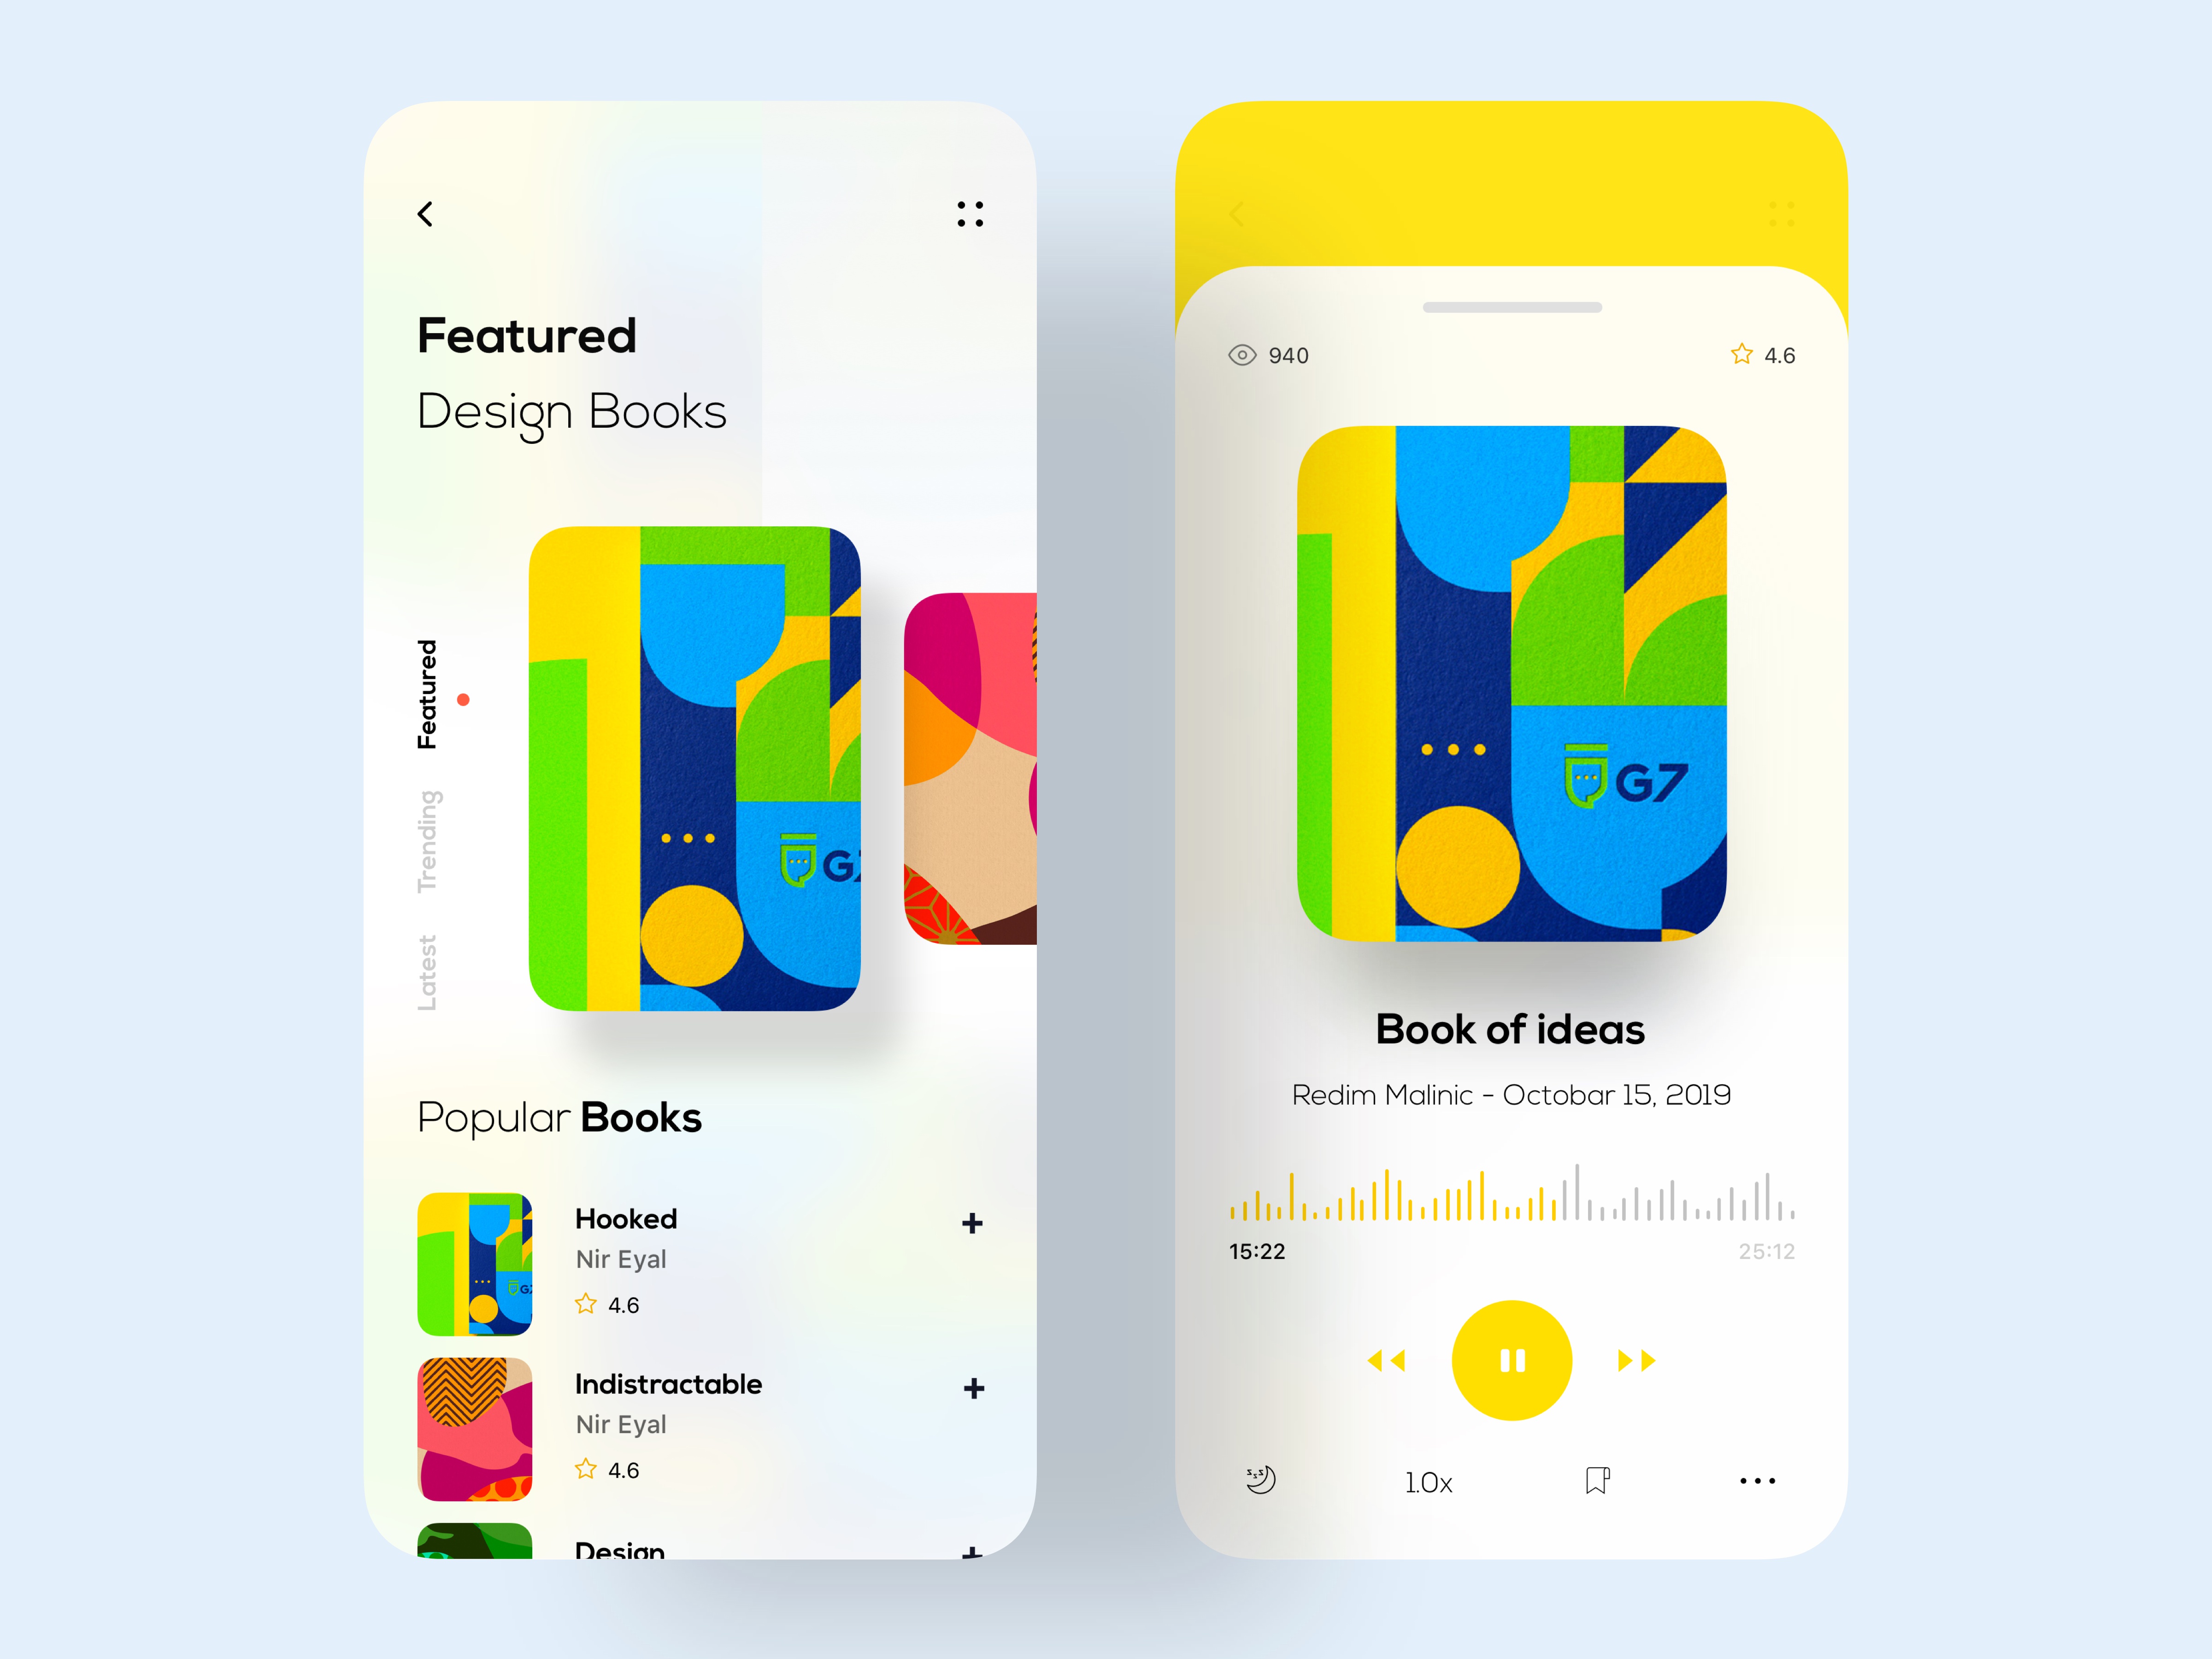 Featured
Design Books
Featured
Trending
Latest
G7
Popular Books
Hooked
Nir Eyal
4.6
Indistractable
Nir Eyal
4.6
Design
940
4.6
G7
Book of ideas
Redim Malinic - Octobar 15, 2019
15:22
25:12
1.0x